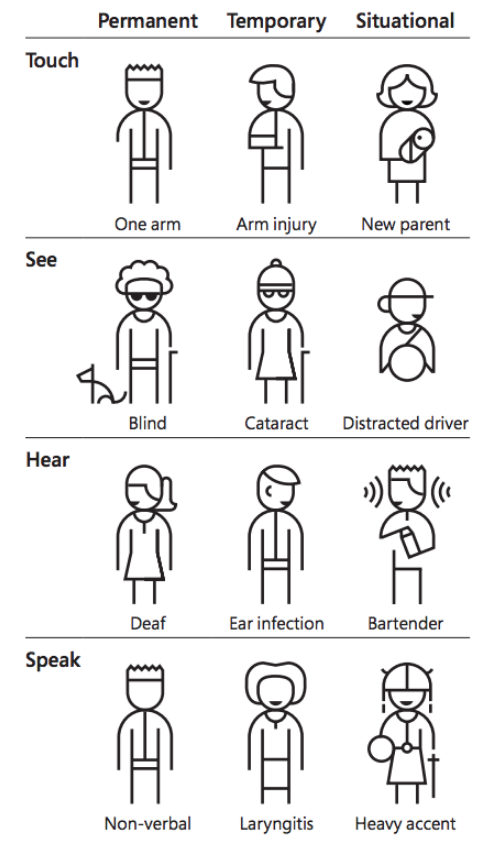 Permanent Temporary Situational
Touch
One arm Arm injury New parent
See
Blind Cataract Distracted driver
Hear
Deaf Ear infection Bartender
Speak
Non-verbal Laryngitis Heavy accent